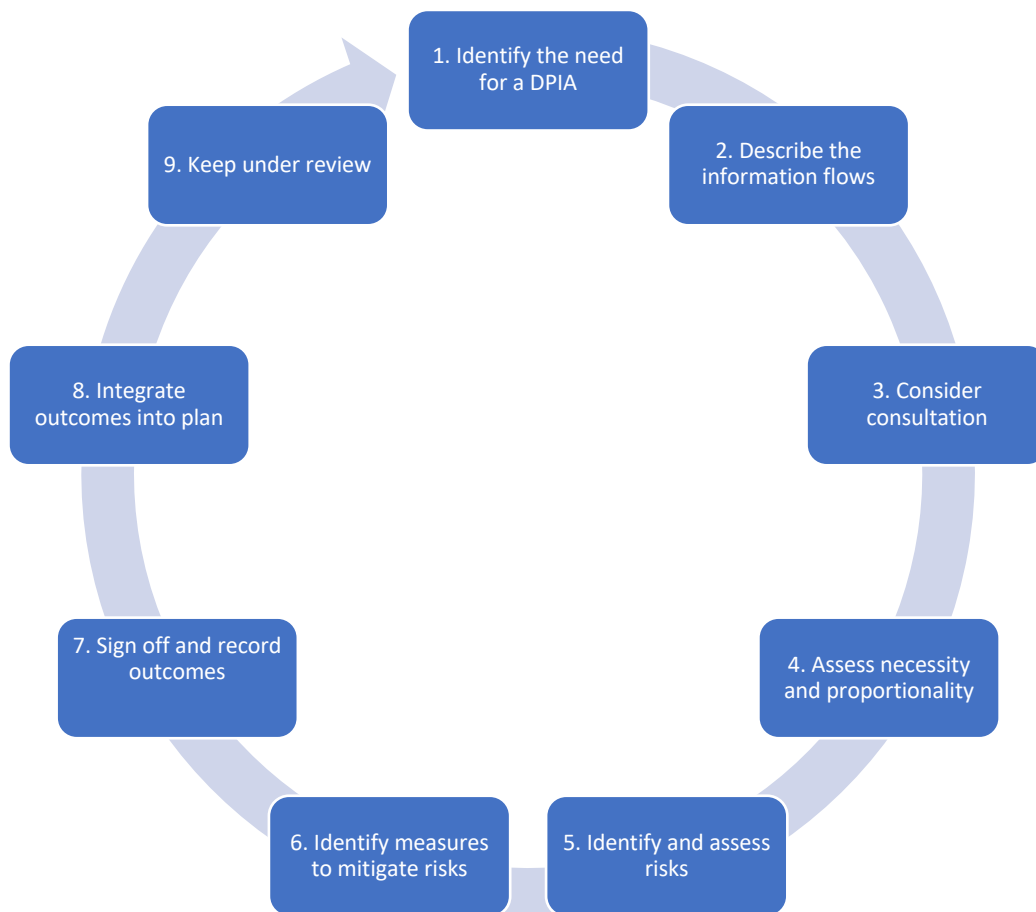 1. Identify the need
for a DPIA
2. Describe the
information flows
3. Consider
consultation
4. Assess necessity
and proportionality
5. Identify and assess
risks
6. Identify measures
to mitigate risks
7. Sign off and record
outcomes
8. Integrate
outcomes into plan
9. Keep under review